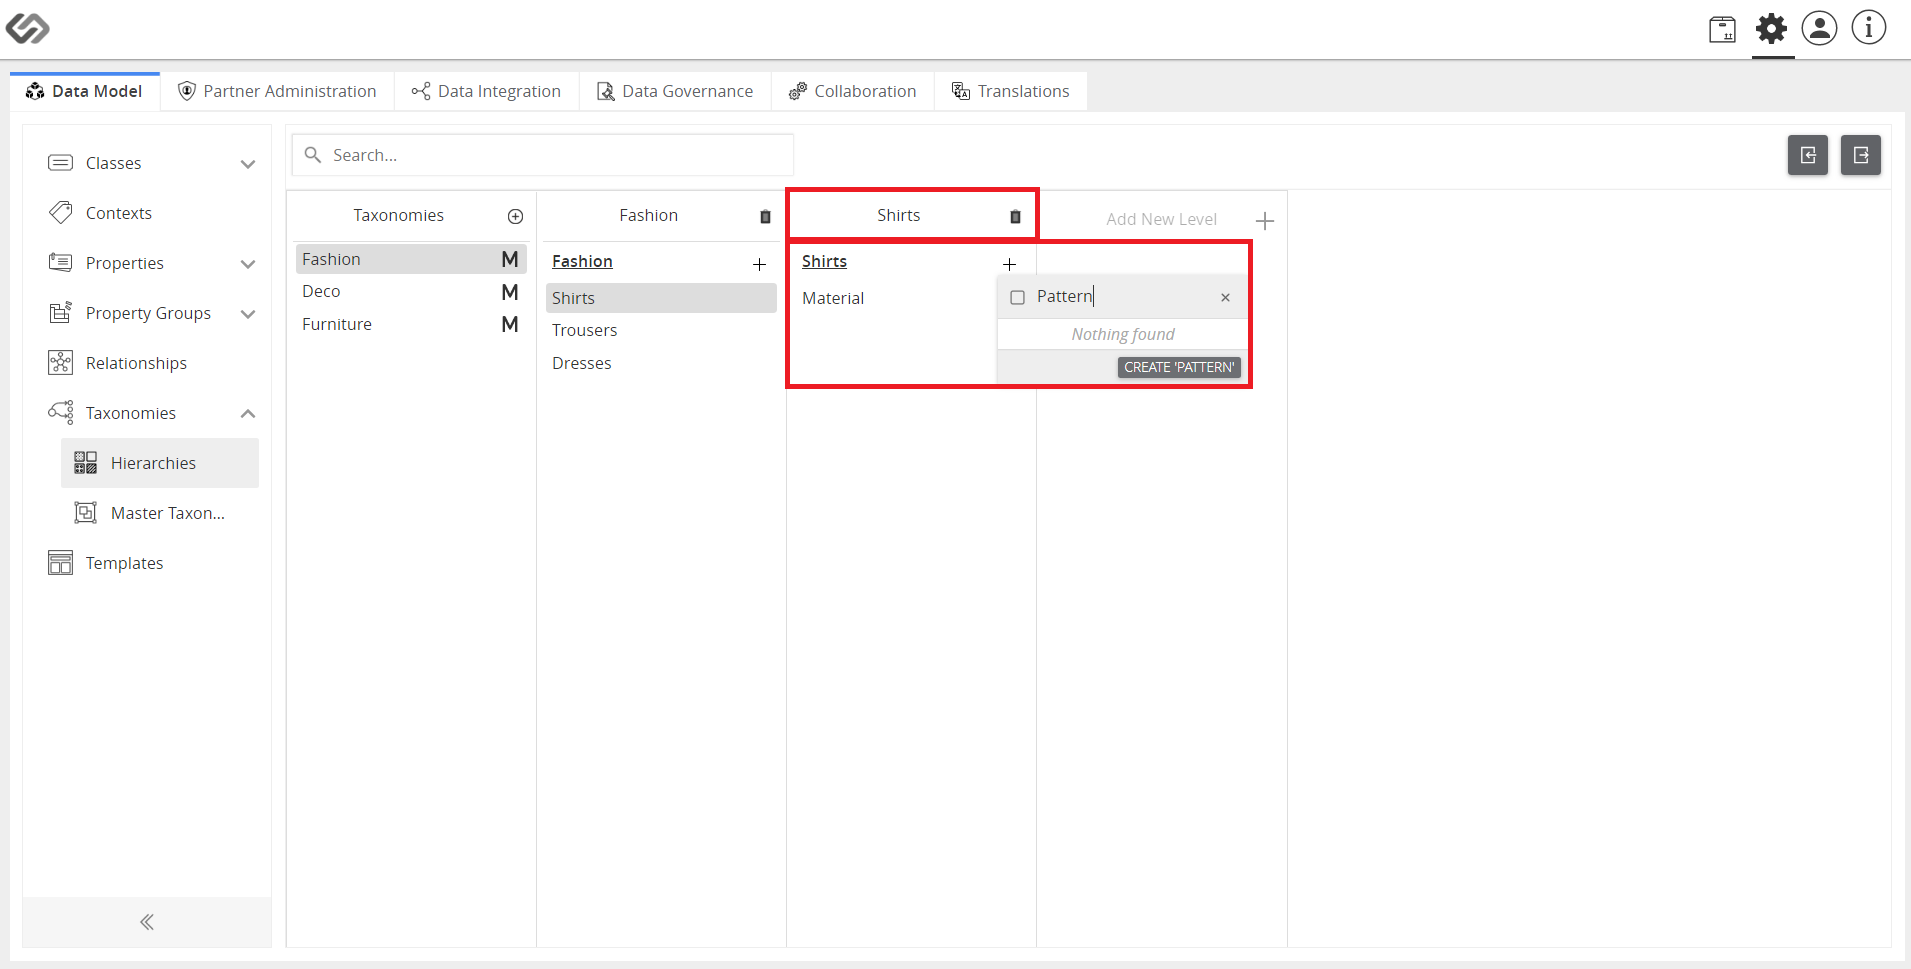 Data Model
Partner Administration
Data Integration
Data Governance
Collaboration
Translations
Classes
Contexts
Properties
Property Groups
Relationships
Taxonomies
Hierarchies
Master Taxon...
Templates
Search...
Taxonomies
Fashion M
Deco M
Furniture M
Fashion
Fashion
Shirts
Trousers
Dresses
Shirts
Shirts
Material
Add New Level
Pattern
Nothing found
CREATE 'PATTERN'